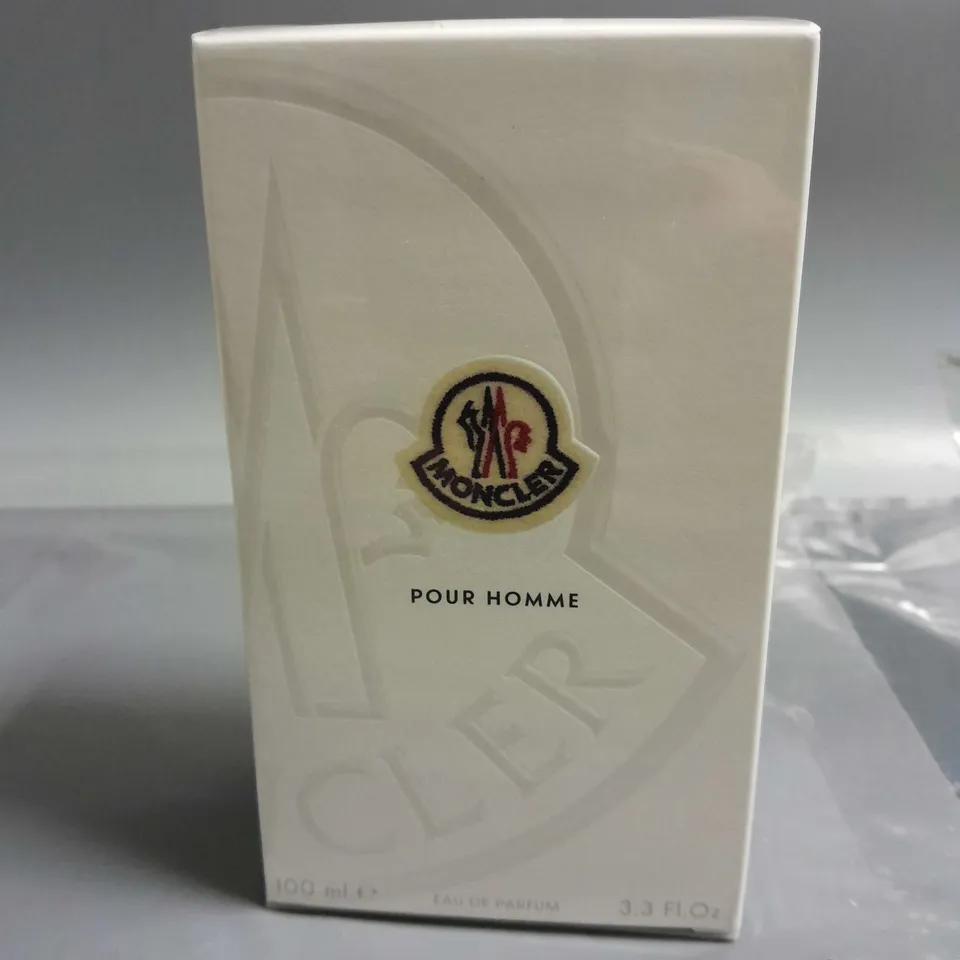 MONCLER
POUR HOMME
CLER
100 ml ℮
EAU DE PARFUM
3.3 Fl.Oz